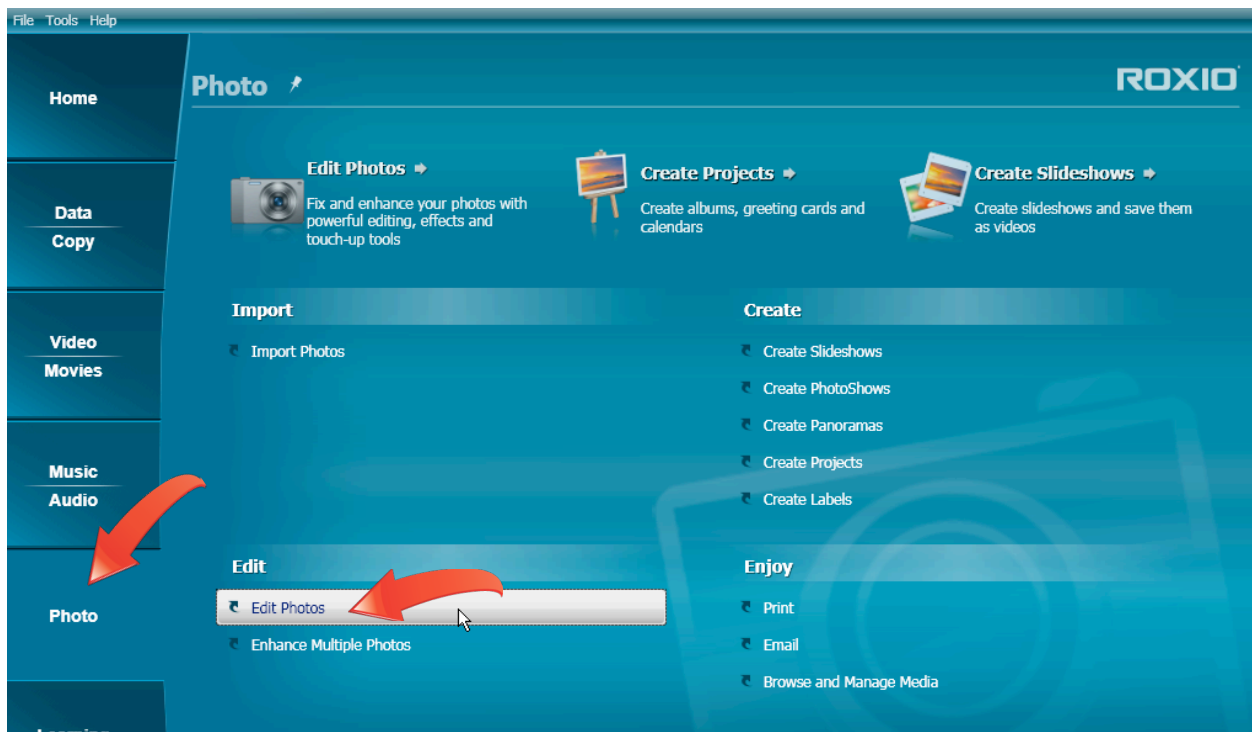 File Tools Help
Home
Data
Copy
Video
Movies
Music
Audio
Photo
Photo
ROXIO
Edit Photos
Fix and enhance your photos with
powerful editing, effects and
touch-up tools
Create Projects
Create albums, greeting cards and
calendars
Create Slideshows
Create slideshows and save them
as videos
Import
Import Photos
Create
Create Slideshows
Create PhotoShows
Create Panoramas
Create Projects
Create Labels
Edit
Edit Photos
Enhance Multiple Photos
Enjoy
Print
Email
Browse and Manage Media